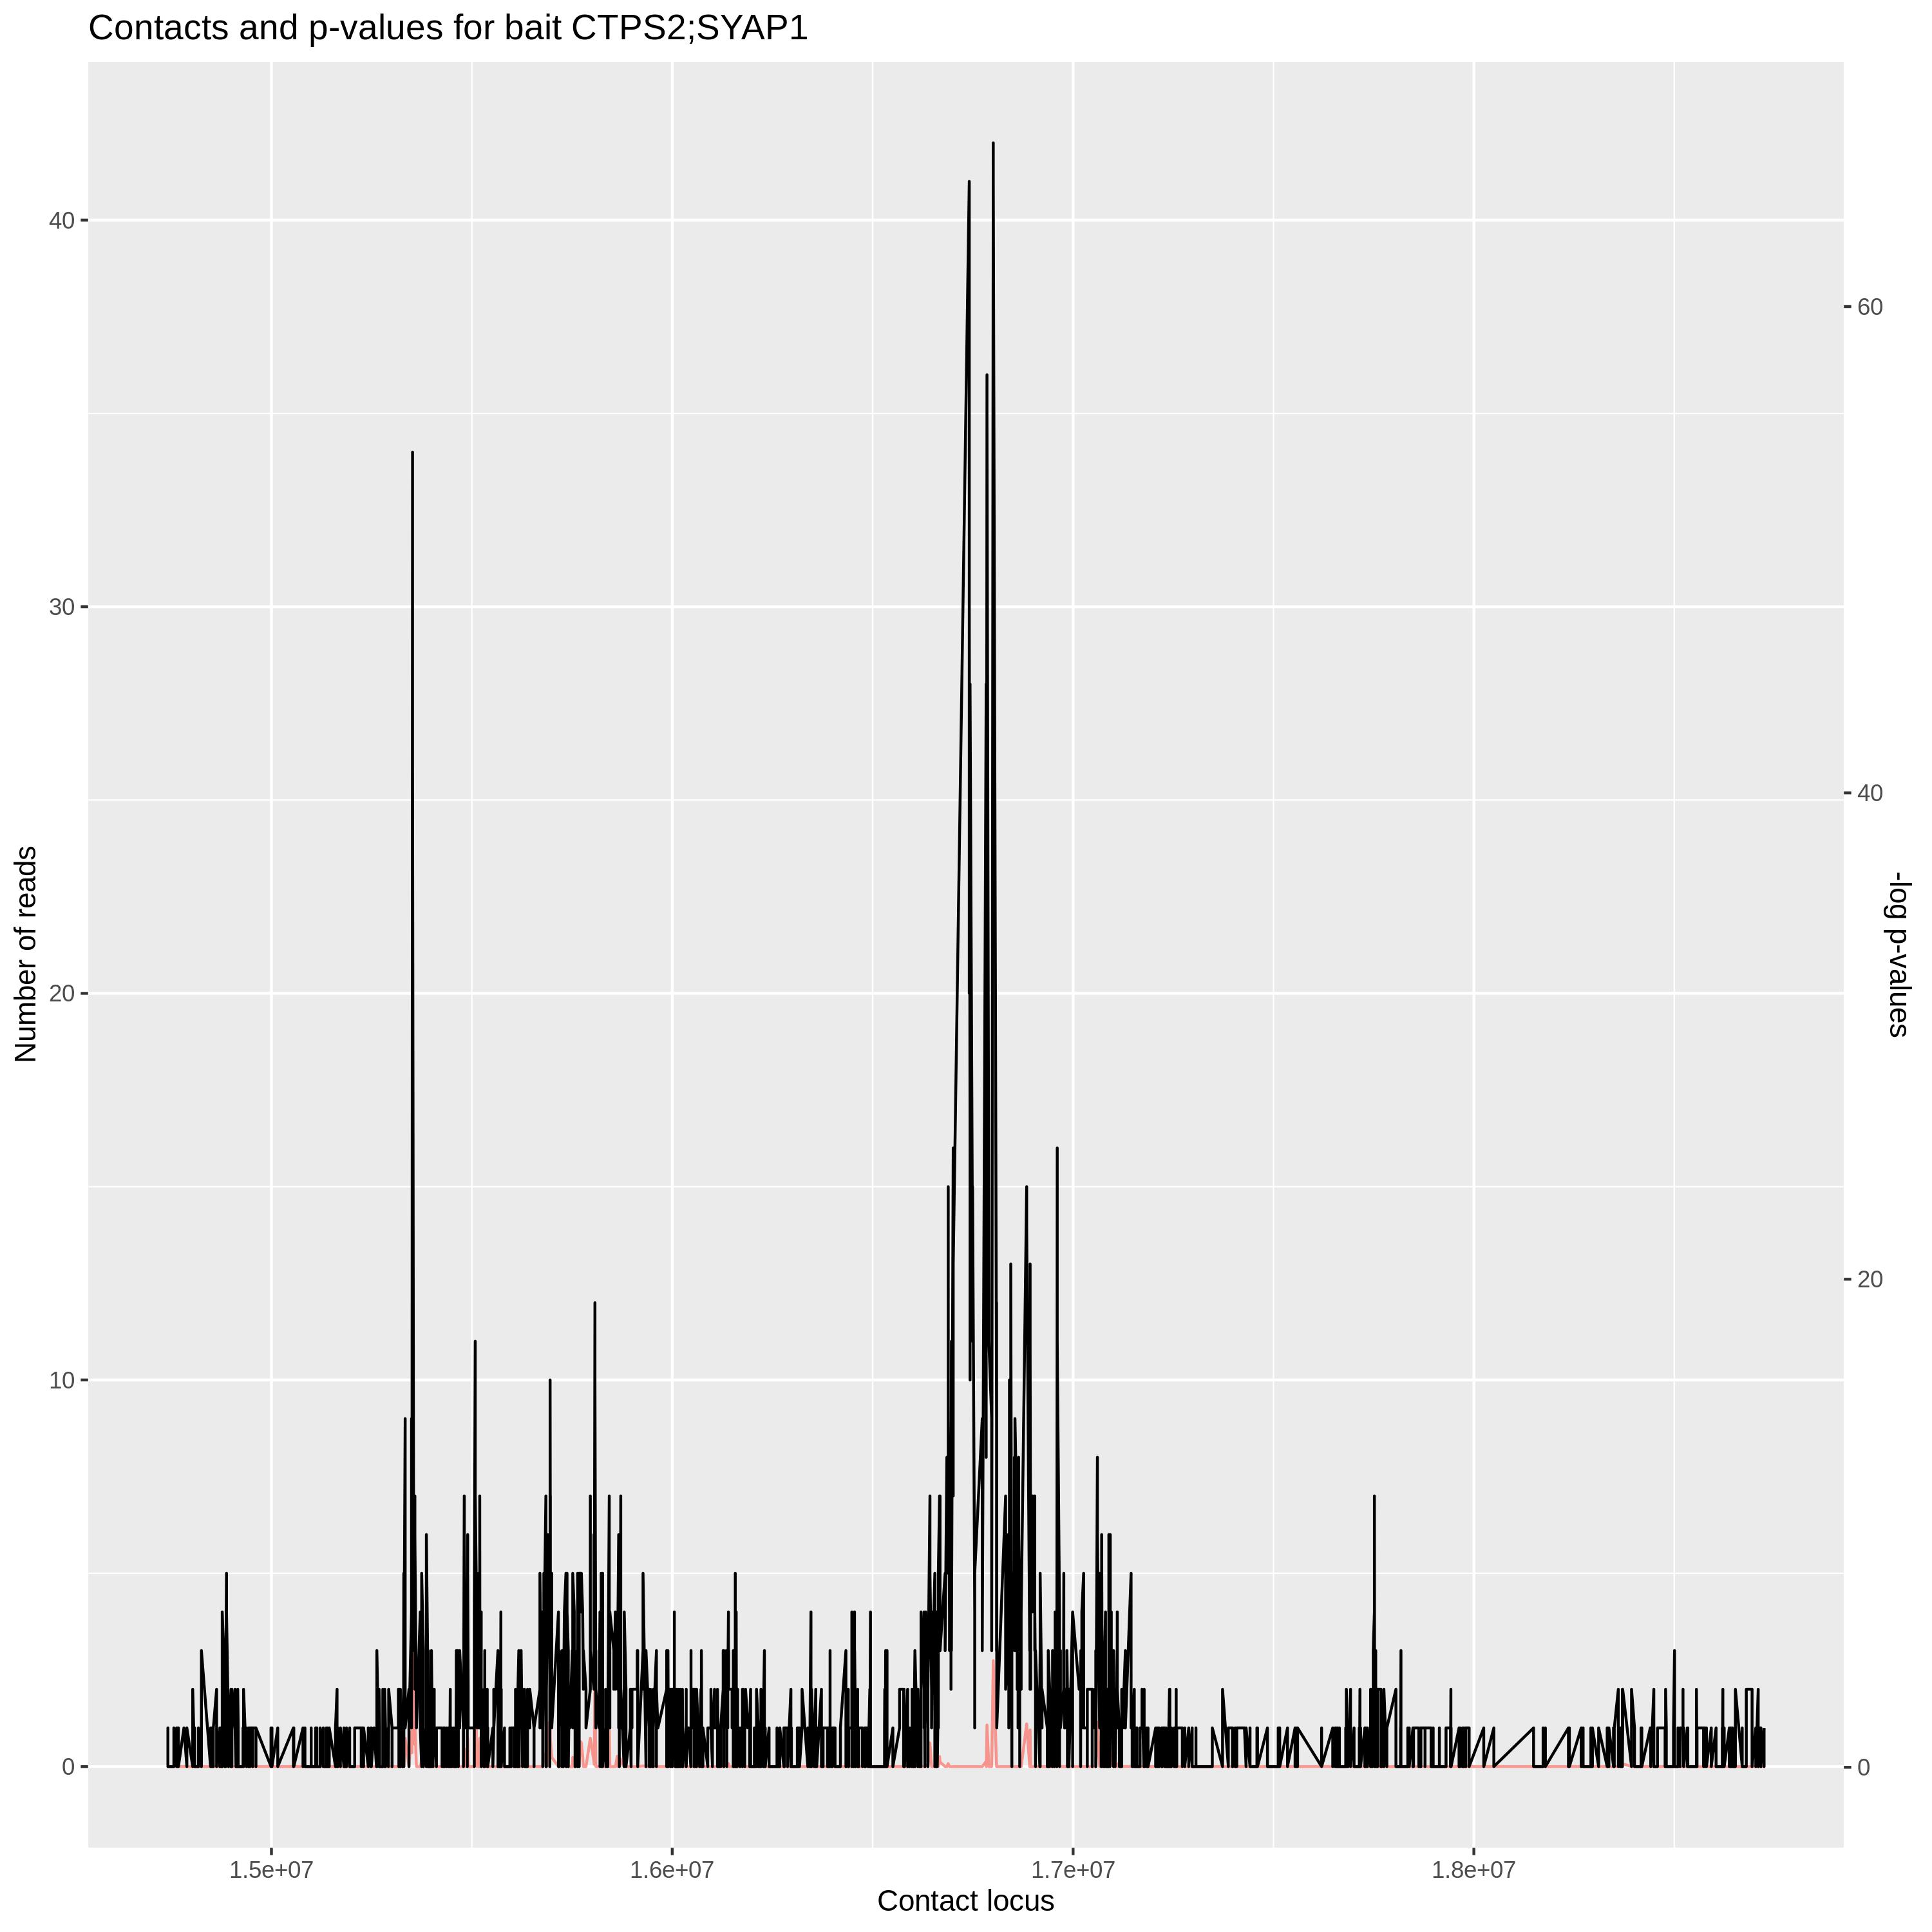 Contacts and p-values for bait CTPS2;SYAP1
40
30
20
10
0
Number of reads
60
40
20
0
-log p-values
1.5e+07
1.6e+07
1.7e+07
1.8e+07
Contact locus